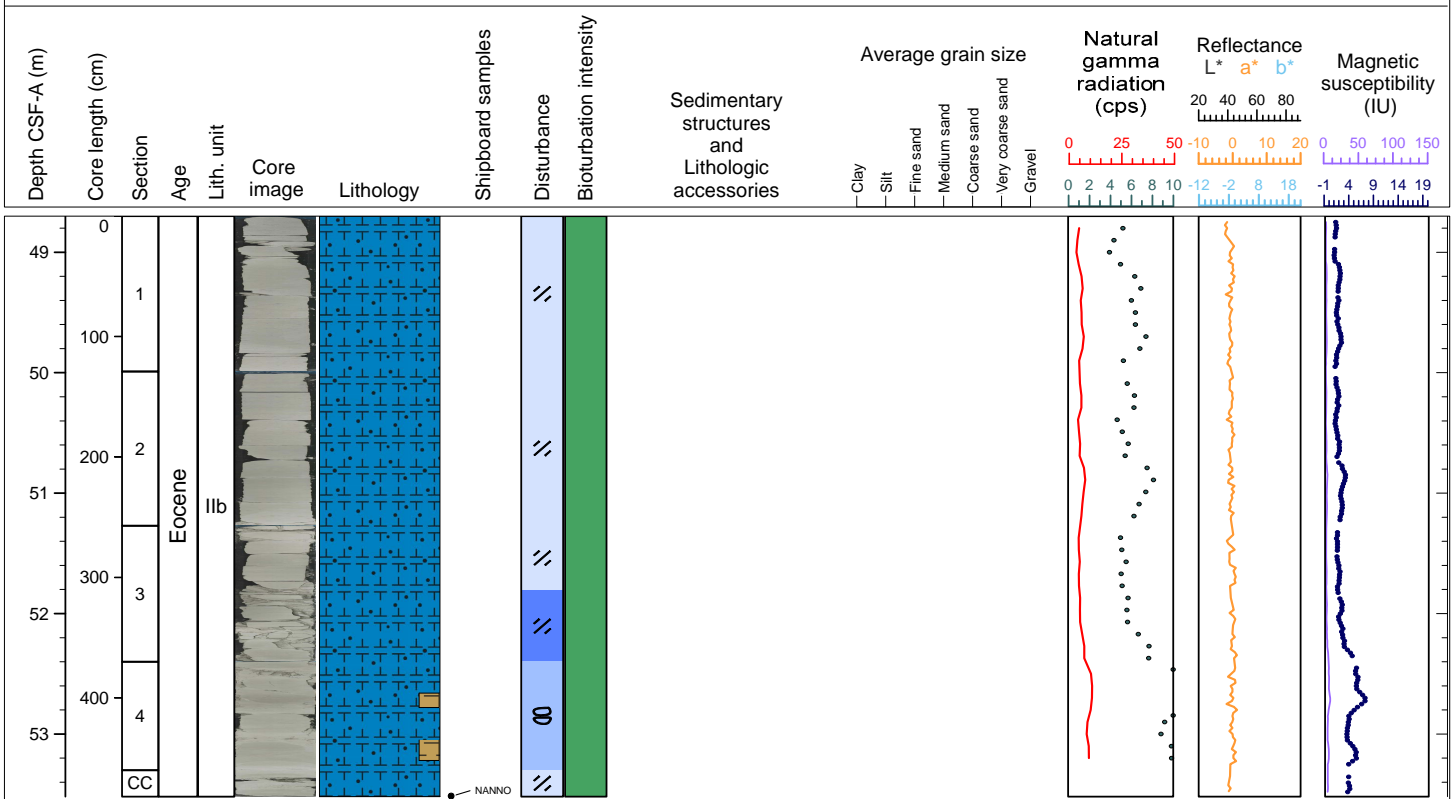 Depth CSF-A (m)
Core length (cm)
Section
Age
Lith. unit
Core
image
Lithology
Shipboard samples
Disturbance
Bioturbation intensity
Sedimentary
structures
and
Lithologic
accessories
Average grain size
Clay
Silt
Fine sand
Medium sand
Coarse sand
Very coarse sand
Gravel
Natural
gamma
radiation
(cps)
0 25 50
0 2 4 6 8 10
Reflectance
L* a* b*
20 40 60 80
-10 0 10 20
-12 -2 8 18
Magnetic
susceptibility
(IU)
0 50 100 150
-1 4 9 14 19
49
50
51
52
53
0
100
200
300
400
1
2
3
4
CC
Eocene
IIb
NANNO